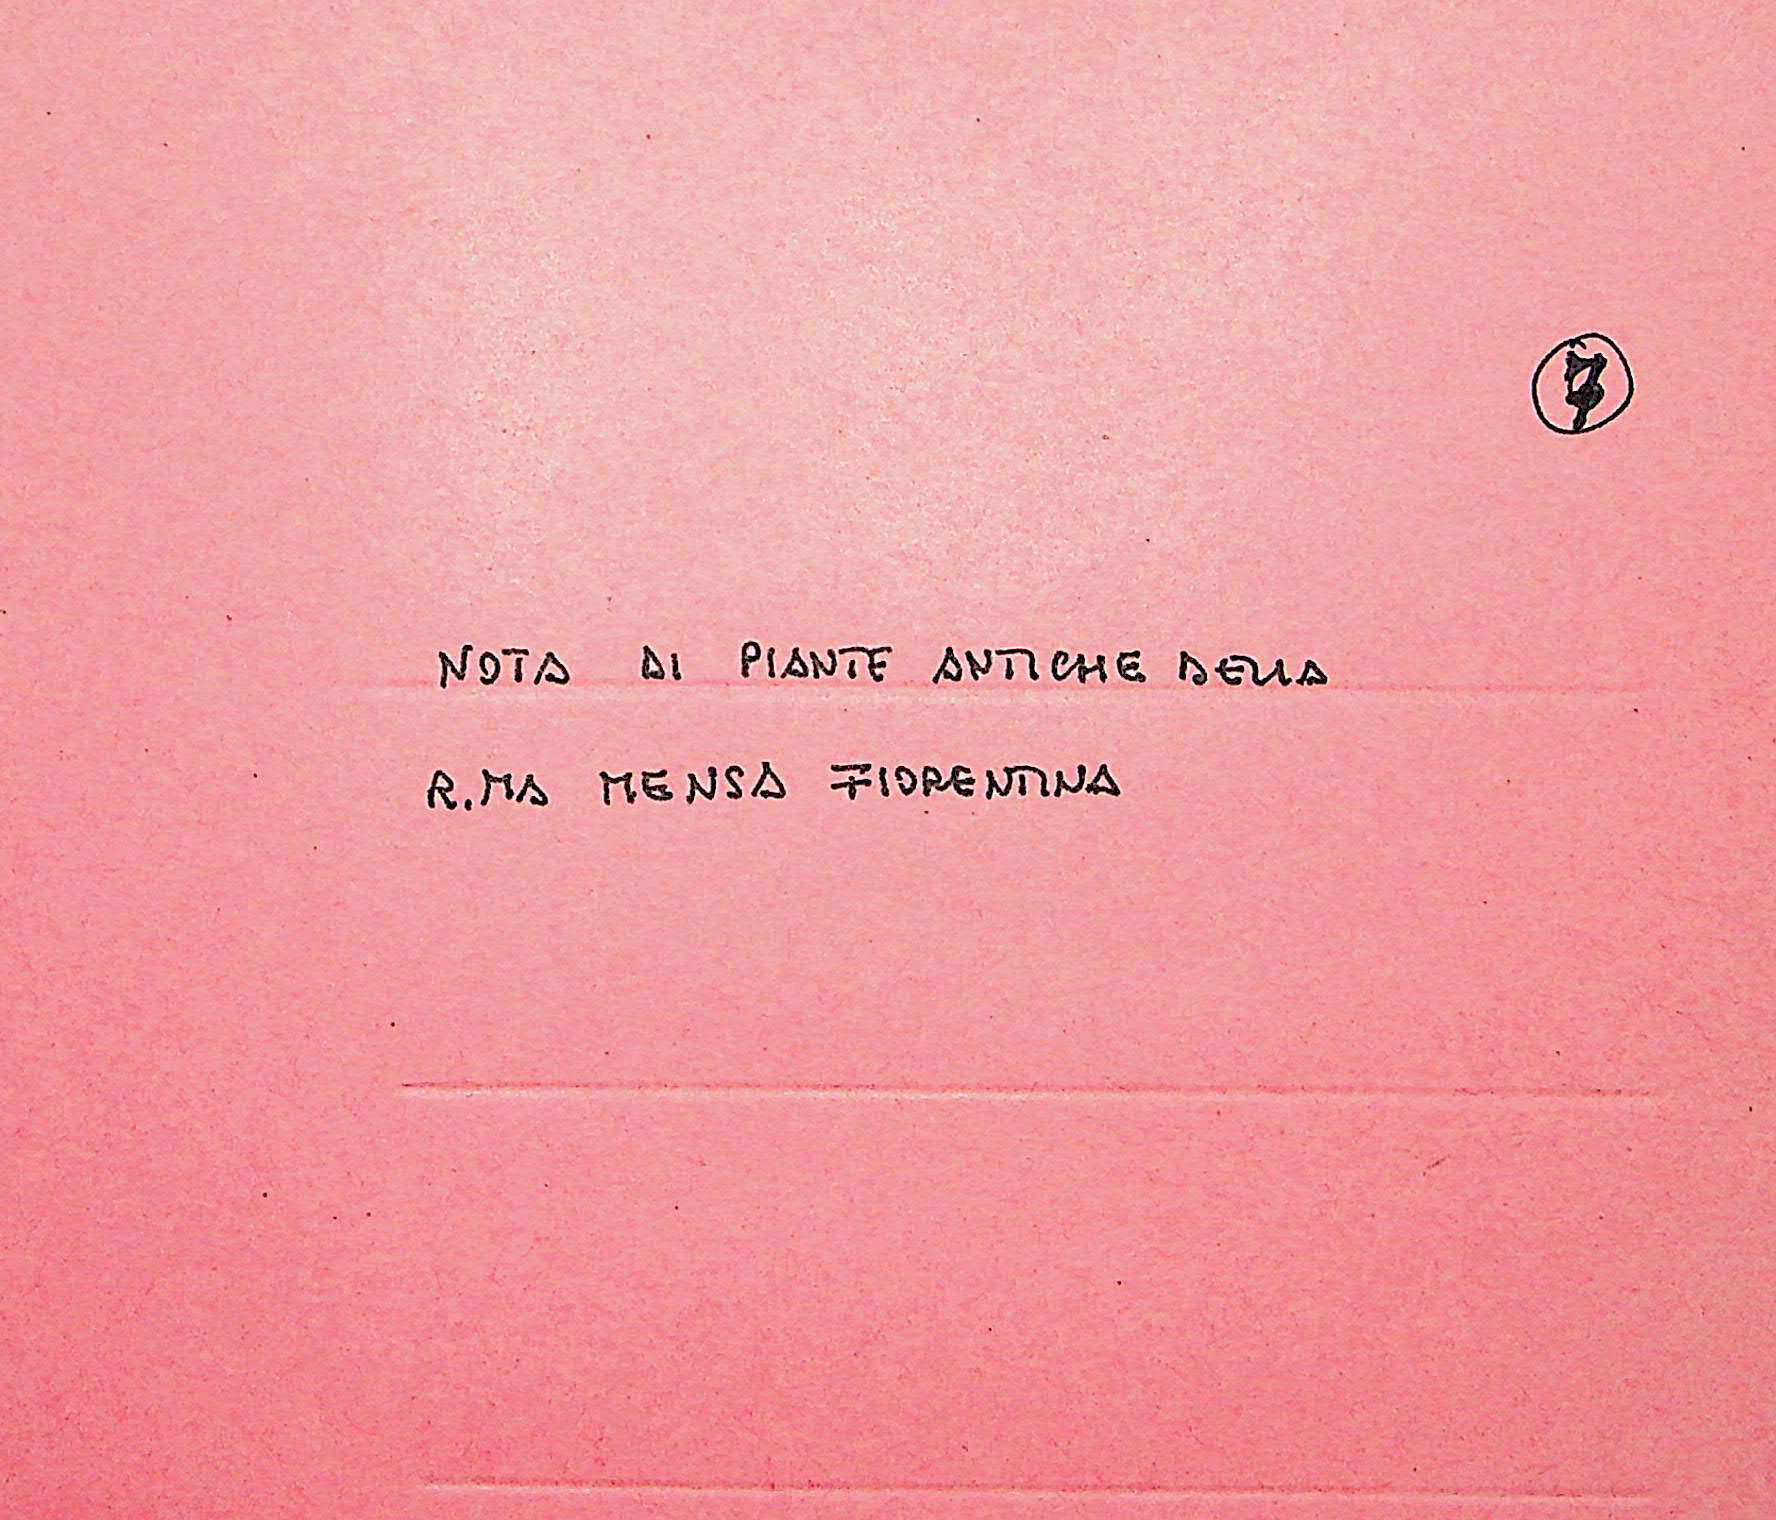 NOTA DI PIANTE ANTICHE DELLA
R.MA MENSA FIORENTINA